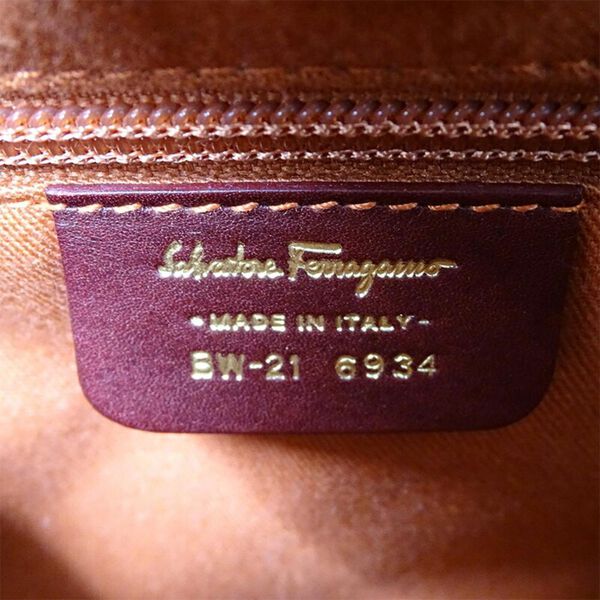 Salvatore Ferragamo
•MADE IN ITALY•
BW-21 6934